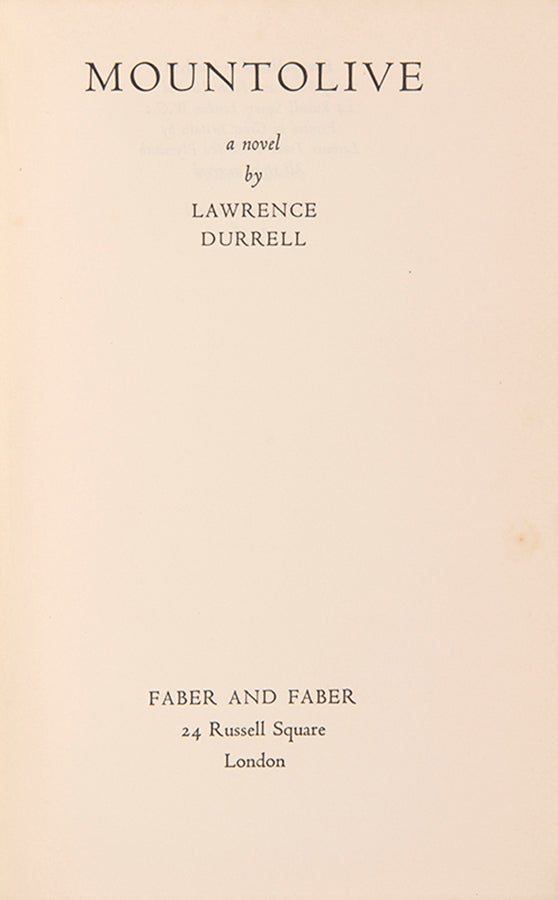 MOUNTOLIVE
a novel
by
LAWRENCE
DURRELL
FABER AND FABER
24 Russell Square
London